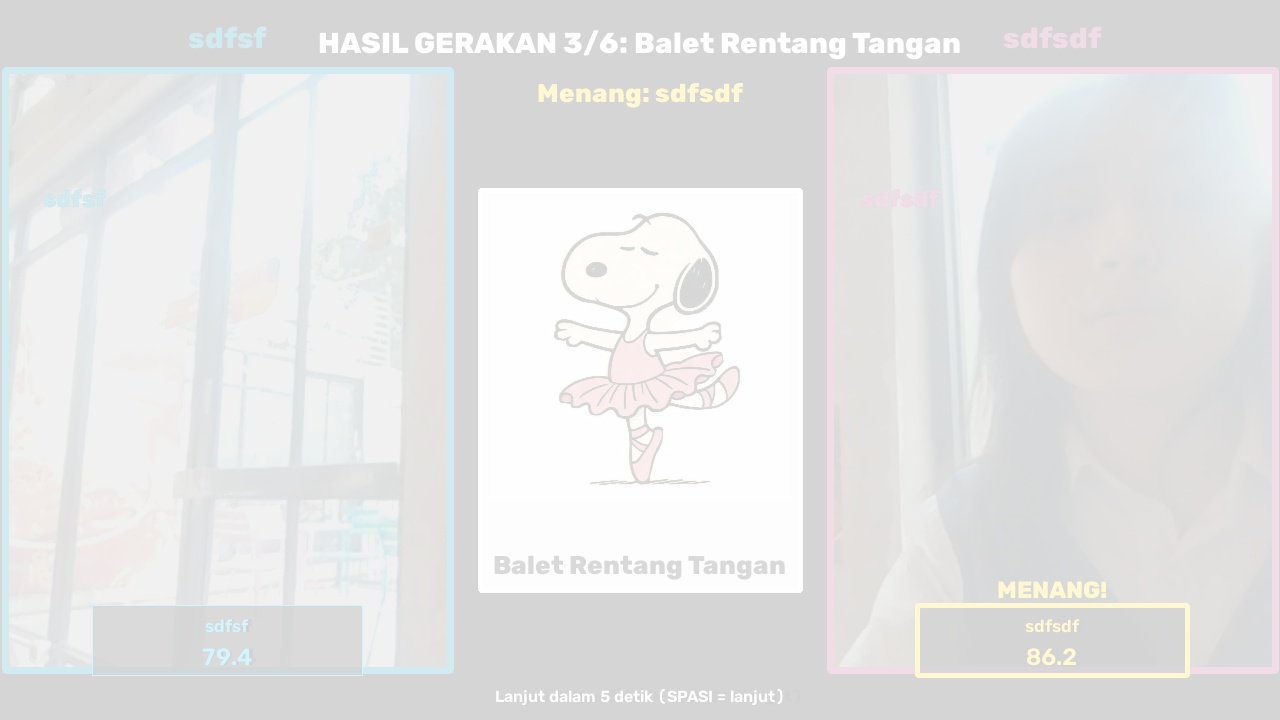 sdfsf
HASIL GERAKAN 3/6: Balet Rentang Tangan
sdfsdf
Menang: sdfsdf
sdfsf
sdfsdf
Balet Rentang Tangan
MENANG!
sdfsf
79.4
sdfsdf
86.2
Lanjut dalam 5 detik (SPASI = lanjut)